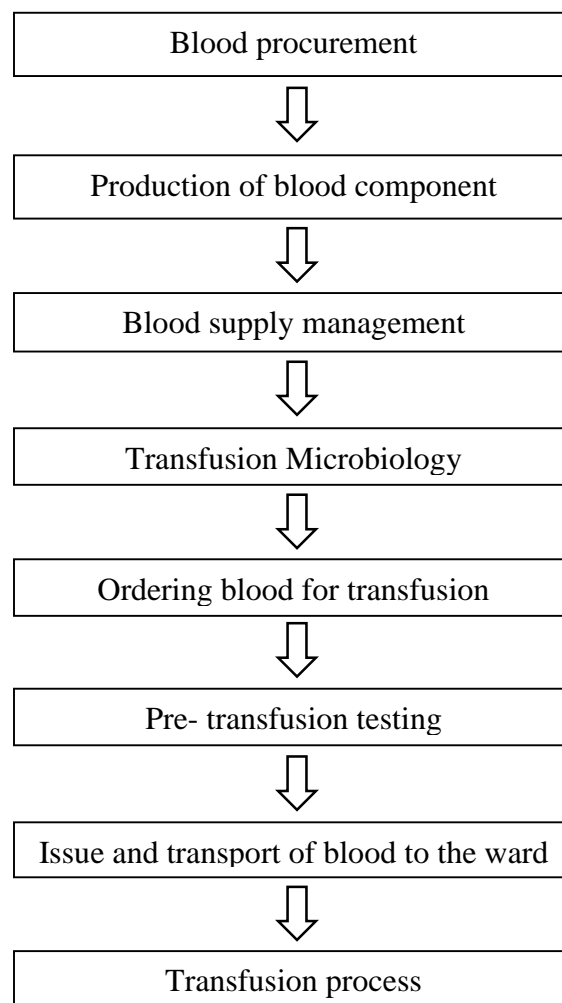 Blood procurement
Production of blood component
Blood supply management
Transfusion Microbiology
Ordering blood for transfusion
Pre- transfusion testing
Issue and transport of blood to the ward
Transfusion process